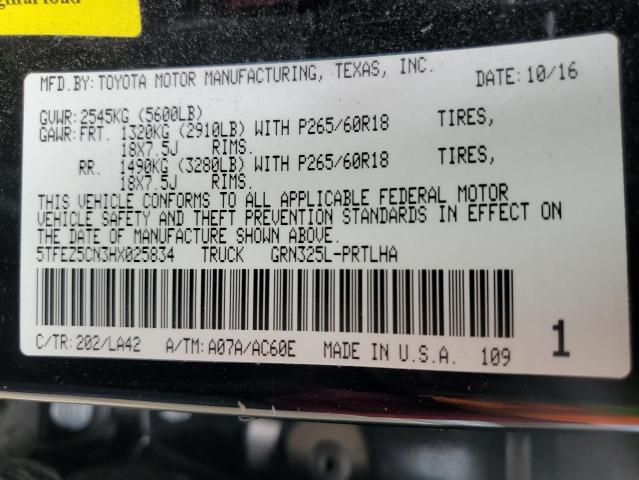 MFD.BY: TOYOTA MOTOR MANUFACTURING, TEXAS, INC. DATE: 10/16
GVWR: 2545KG (5600LB)
GAWR: FRT. 1320KG (2910LB) WITH P265/60R18 TIRES,
18X7.5J RIMS.
RR. 1490KG (3280LB) WITH P265/60R18 TIRES,
18X7.5J RIMS.
THIS VEHICLE CONFORMS TO ALL APPLICABLE FEDERAL MOTOR
VEHICLE SAFETY AND THEFT PREVENTION STANDARDS IN EFFECT ON
THE DATE OF MANUFACTURE SHOWN ABOVE.
5TFEZ5CN3HX025834 TRUCK GRN325L-PRTLHA
C/TR: 202/LA42 A/TM: A07A/AC60E MADE IN U.S.A. 109 1